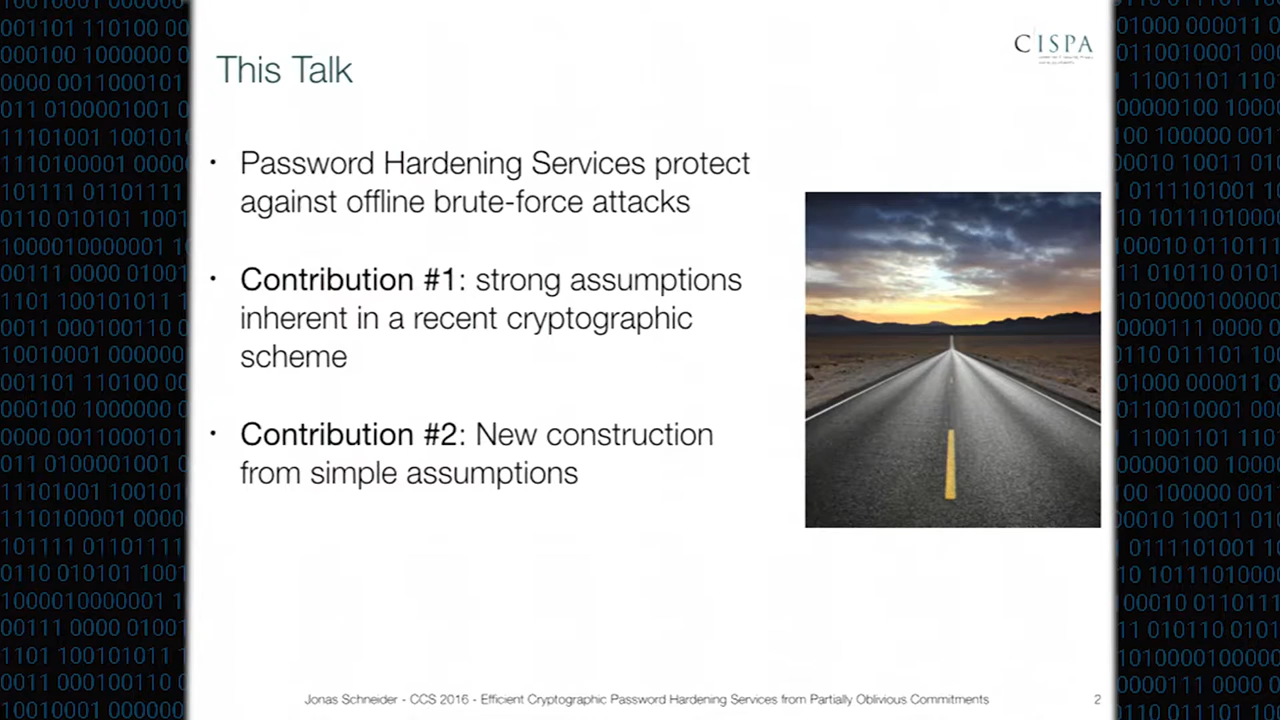 This Talk
CISPA
• Password Hardening Services protect
against offline brute-force attacks
• Contribution #1: strong assumptions
inherent in a recent cryptographic
scheme
• Contribution #2: New construction
from simple assumptions
Jonas Schneider - CCS 2016 - Efficient Cryptographic Password Hardening Services from Partially Oblivious Commitments
2